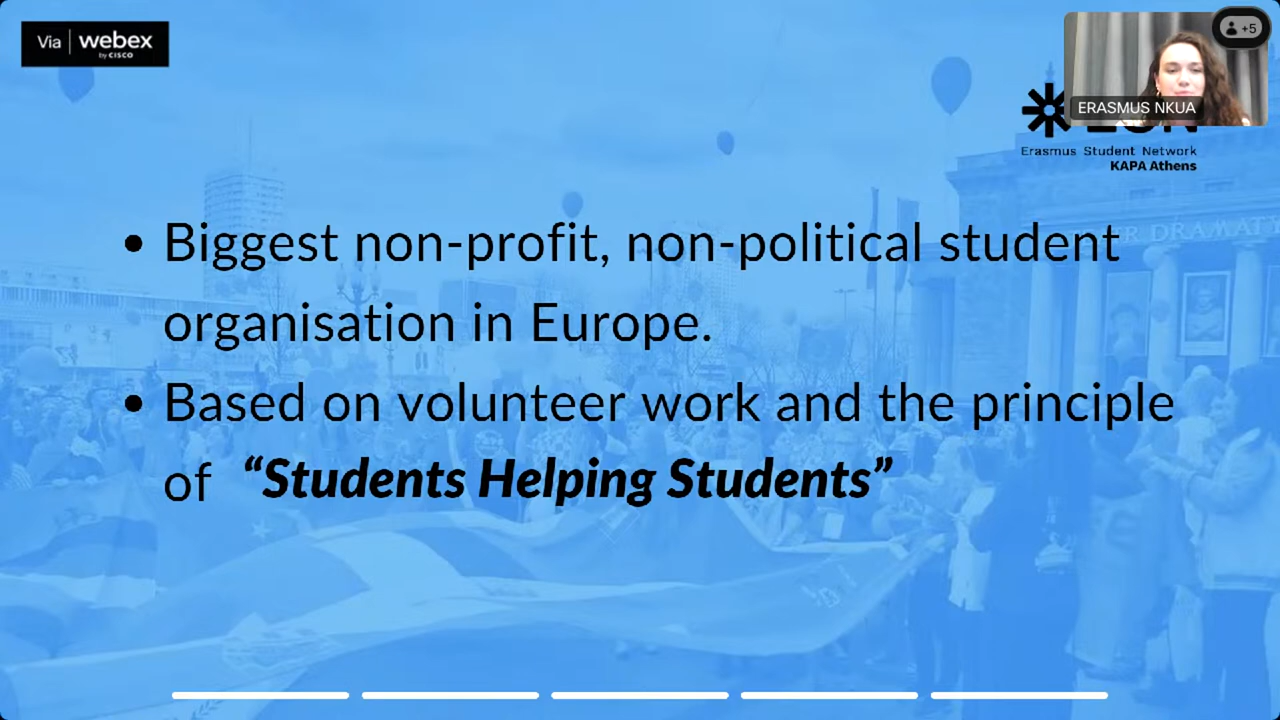 Via webex
by CISCO
+5
ERASMUS NKUA
Erasmus Student Network
KAPA Athens
• Biggest non-profit, non-political student
organisation in Europe.
• Based on volunteer work and the principle
of “Students Helping Students”